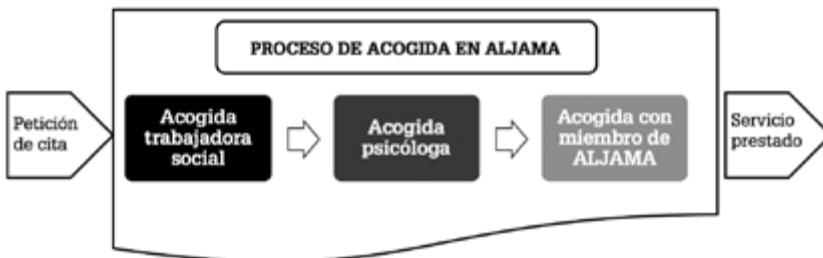 PROCESO DE ACOGIDA EN ALJAMA
Petición
de cita
Acogida
trabajadora
social
Acogida
psicóloga
Acogida con
miembro de
ALJAMA
Servicio
prestado